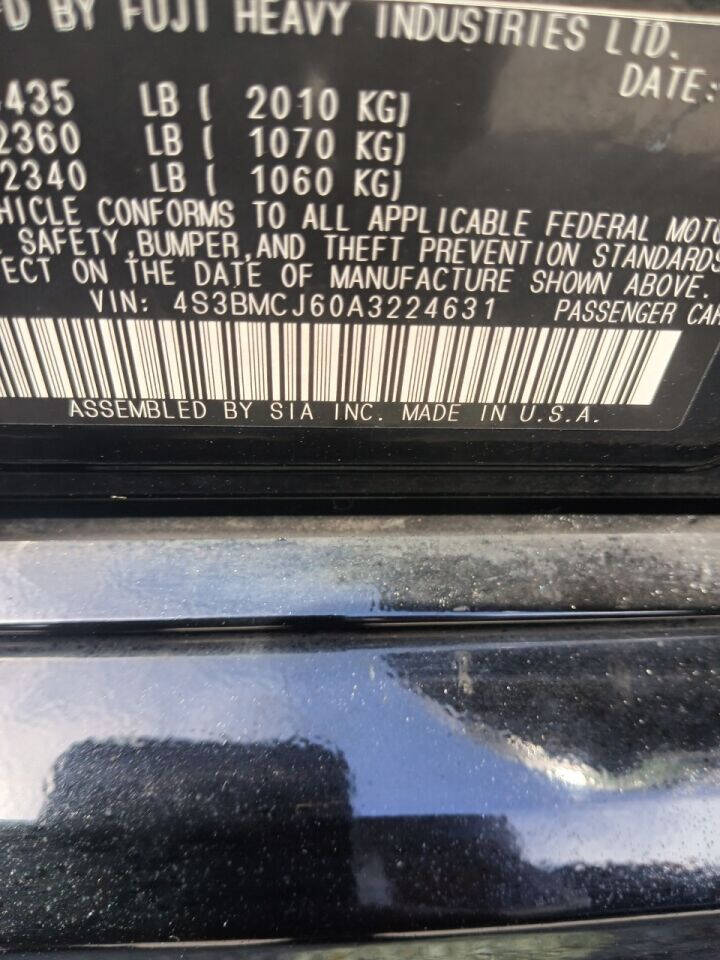 BY FUJI HEAVY INDUSTRIES LTD.
DATE:
435 LB ( 2010 KG)
2360 LB ( 1070 KG)
2340 LB ( 1060 KG)
HICLE CONFORMS TO ALL APPLICABLE FEDERAL MOTO
SAFETY,BUMPER,AND THEFT PREVENTION STANDARDS
ECT ON THE DATE OF MANUFACTURE SHOWN ABOVE.
VIN: 4S3BMCJ60A3224631 PASSENGER CAR
ASSEMBLED BY SIA INC. MADE IN U.S.A.